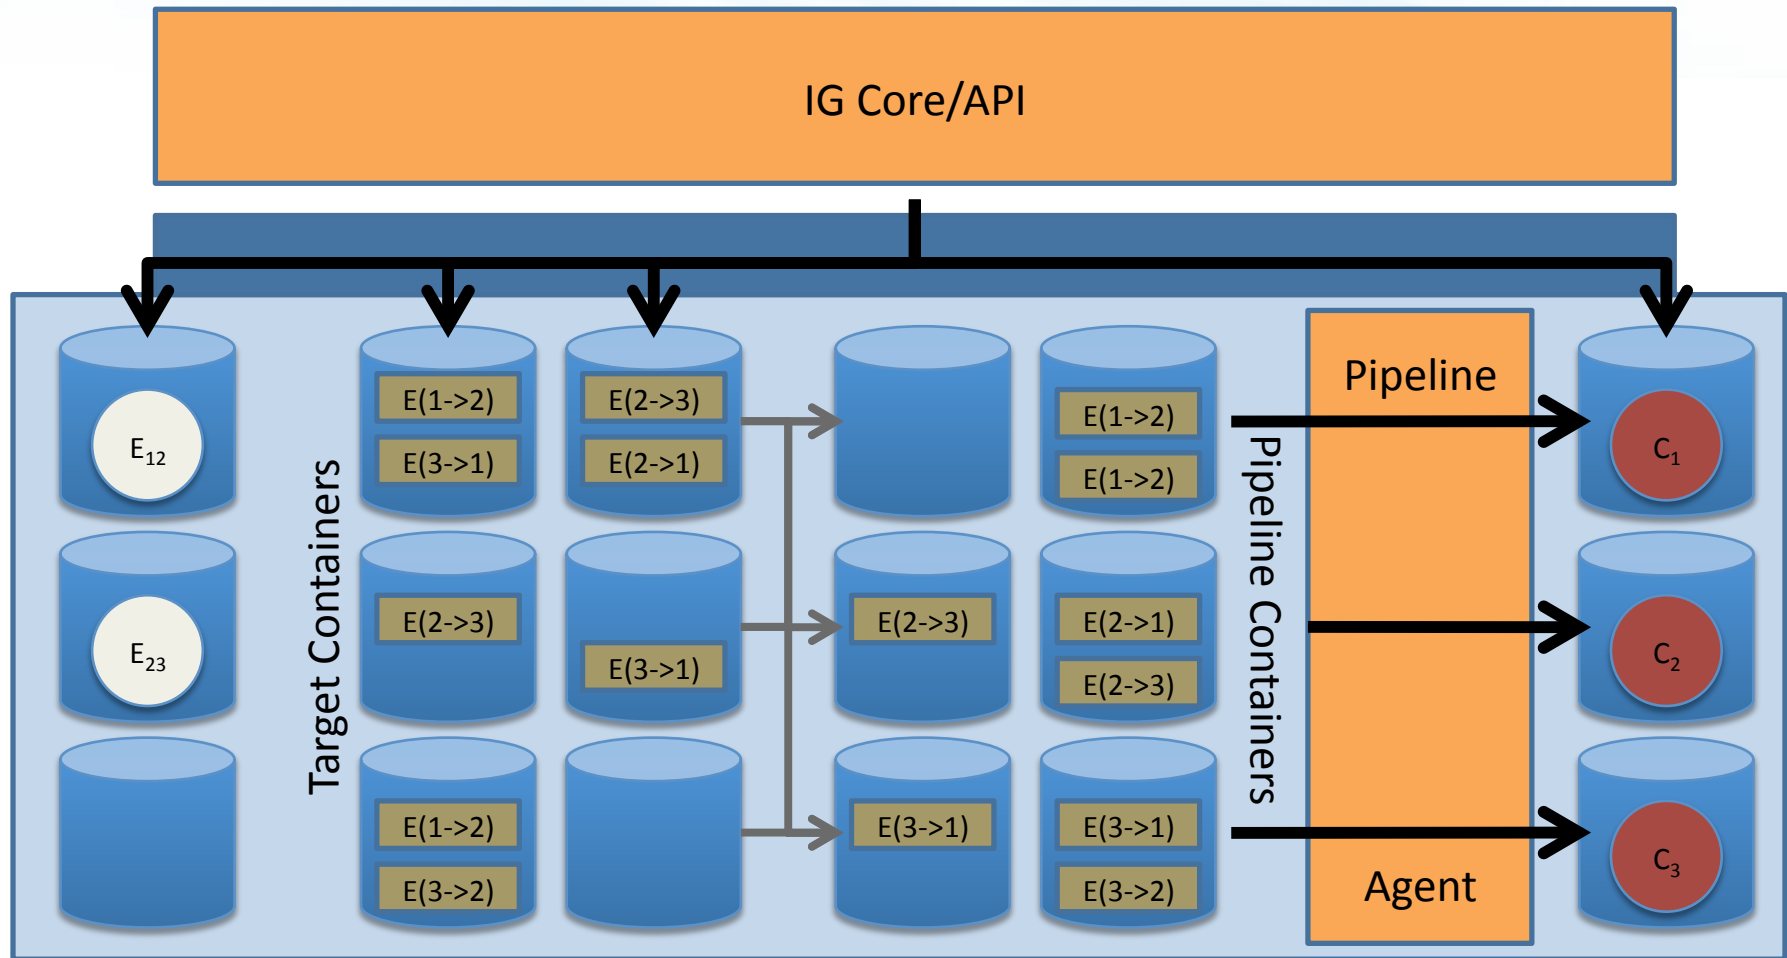 IG Core/API
E₁₂
E₂₃
Target Containers
E(1->2)
E(3->1)
E(2->3)
E(1->2)
E(3->2)
E(2->3)
E(2->1)
E(3->1)
E(2->3)
E(3->1)
E(1->2)
E(1->2)
E(2->1)
E(2->3)
E(3->1)
E(3->2)
Pipeline Containers
Pipeline
Agent
C₁
C₂
C₃